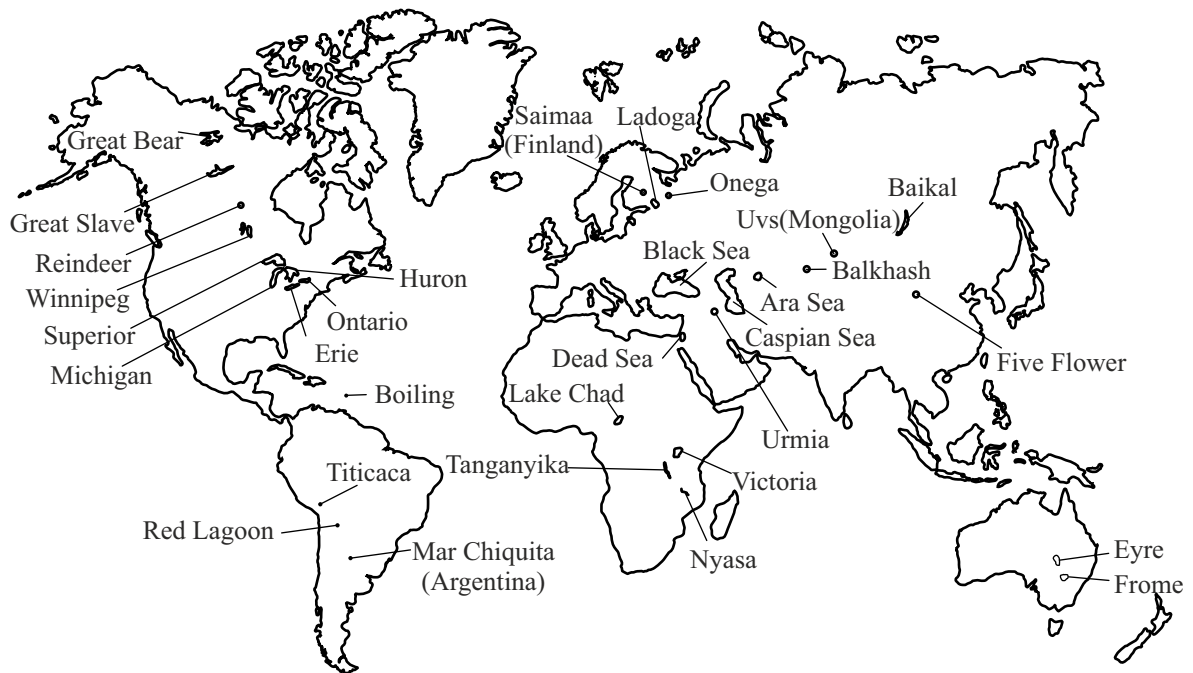 Great Bear
Great Slave
Reindeer
Winnipeg
Superior
Michigan
Huron
Ontario
Erie
Boiling
Titicaca
Red Lagoon
Mar Chiquita
(Argentina)
Saimaa
(Finland)
Ladoga
Onega
Baikal
Uvs(Mongolia)
Black Sea
Balkhash
Ara Sea
Caspian Sea
Dead Sea
Five Flower
Lake Chad
Urmia
Tanganyika
Victoria
Nyasa
Eyre
Frome